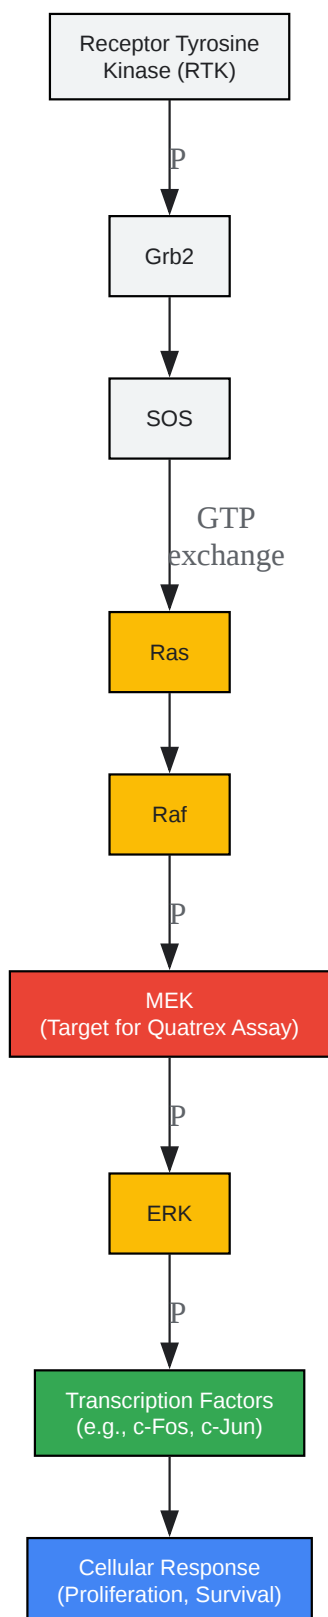 Receptor Tyrosine
Kinase (RTK)
P
Grb2
SOS
GTP
exchange
Ras
Raf
P
MEK
(Target for Quatrex Assay)
P
ERK
P
Transcription Factors
(e.g., c-Fos, c-Jun)
Cellular Response
(Proliferation, Survival)